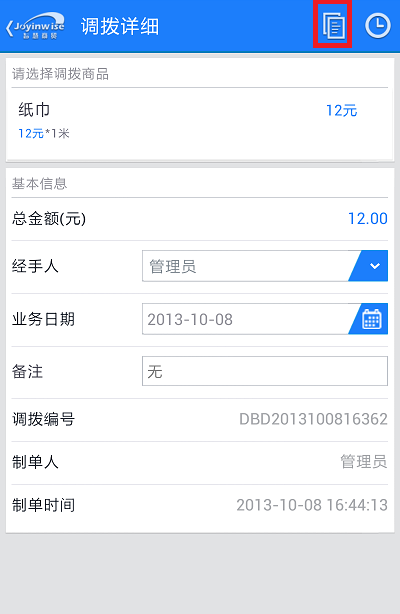 Joyinwise
智慧商贸
调拨详细
请选择调拨商品
纸巾
12元
12元*1米
基本信息
总金额(元)
12.00
经手人
管理员
业务日期
2013-10-08
备注
无
调拨编号
DBD2013100816362
制单人
管理员
制单时间
2013-10-08 16:44:13